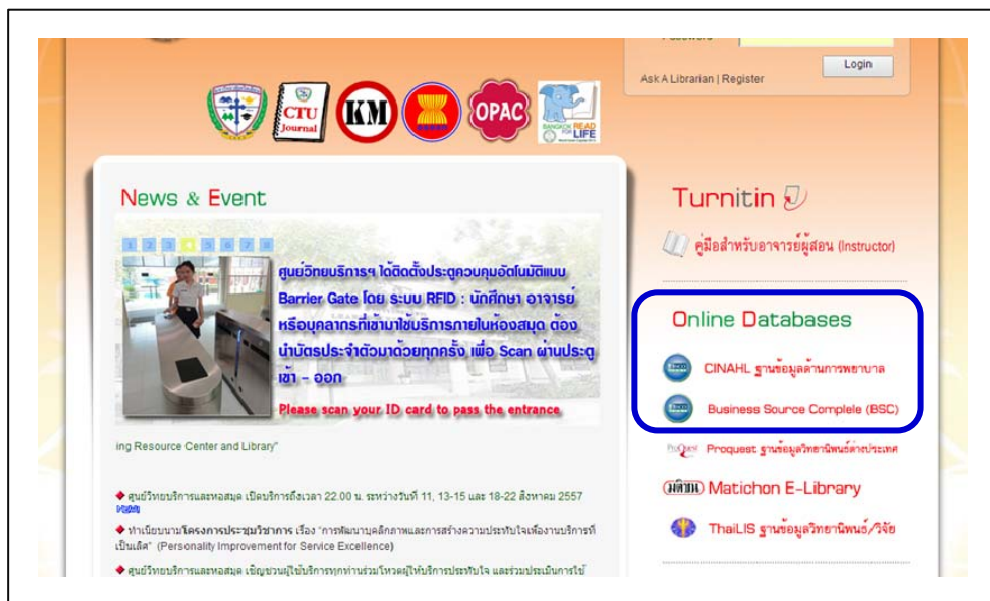 Login
Ask A Librarian | Register
CTU
Journal
KM
OPAC
BANGKOK READ
FOR LIFE
News & Event
1 2 3 4 5 6 7 8
ศูนย์วิทยบริการฯ ได้ติดตั้งประตูควบคุมอัตโนมัติแบบ
Barrier Gate โดย ระบบ RFID : นักศึกษา อาจารย์
หรือบุคลากรที่เข้ามาใช้บริการภายในห้องสมุด ต้อง
นำบัตรประจำตัวมาด้วยทุกครั้ง เพื่อ Scan ผ่านประตู
เข้า - ออก
Please scan your ID card to pass the entrance
ing Resource Center and Library"
ศูนย์วิทยบริการและหอสมุด เปิดบริการถึงเวลา 22.00 น. ระหว่างวันที่ 11, 13-15 และ 18-22 สิงหาคม 2557
ทำเนียบนามโครงการประชุมวิชาการ เรื่อง "การพัฒนาบุคลิกภาพและการสร้างความประทับใจเพื่องานบริการที่
เป็นเลิศ" (Personality Improvement for Service Excellence)
ศูนย์วิทยบริการและหอสมุด เชิญชวนผู้ใช้บริการทุกท่านร่วมโหวตผู้ให้บริการประทับใจ และร่วมประเมินการใช้
Turnitin
คู่มือสำหรับอาจารย์ผู้สอน (Instructor)
Online Databases
CINAHL ฐานข้อมูลด้านการพยาบาล
Business Source Complele (BSC)
ProQuest Proquest ฐานข้อมูลวิทยานิพนธ์ต่างประเทศ
มติชน Matichon E-Library
ThaiLIS ฐานข้อมูลวิทยานิพนธ์/วิจัย